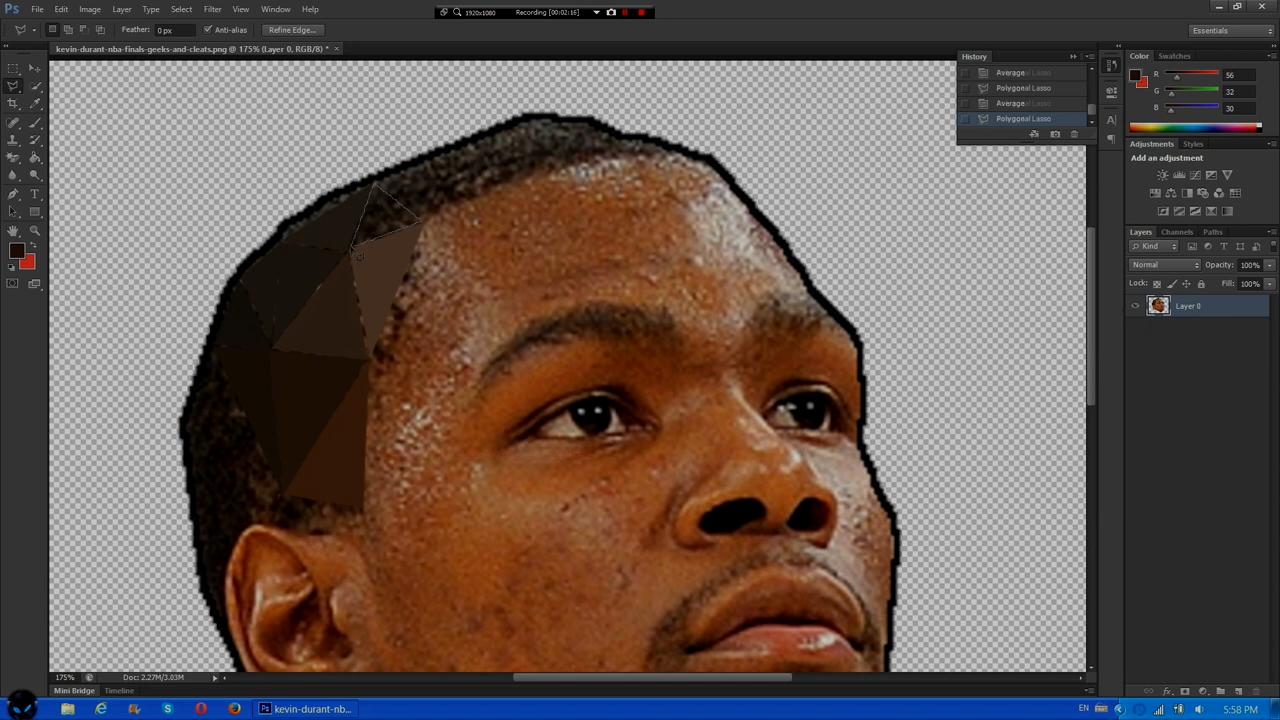 Ps File Edit Image Layer Type Select Filter View Window Help
1920x1080 Recording [00:02:16]
Feather: 0 px Anti-alias Refine Edge... Essentials
kevin-durant-nba-finals-geeks-and-cleats.png @ 175% (Layer 0, RGB/8) * ×
History
Average
Polygonal Lasso
Average
Polygonal Lasso
Color Swatches
R 56
G 32
B 30
Adjustments Styles
Add an adjustment
Layers Channels Paths
Kind
Normal Opacity: 100%
Lock: Fill: 100%
Layer 0
175% Doc: 2.27M/3.03M
Mini Bridge Timeline
kevin-durant-nb... EN 5:58 PM